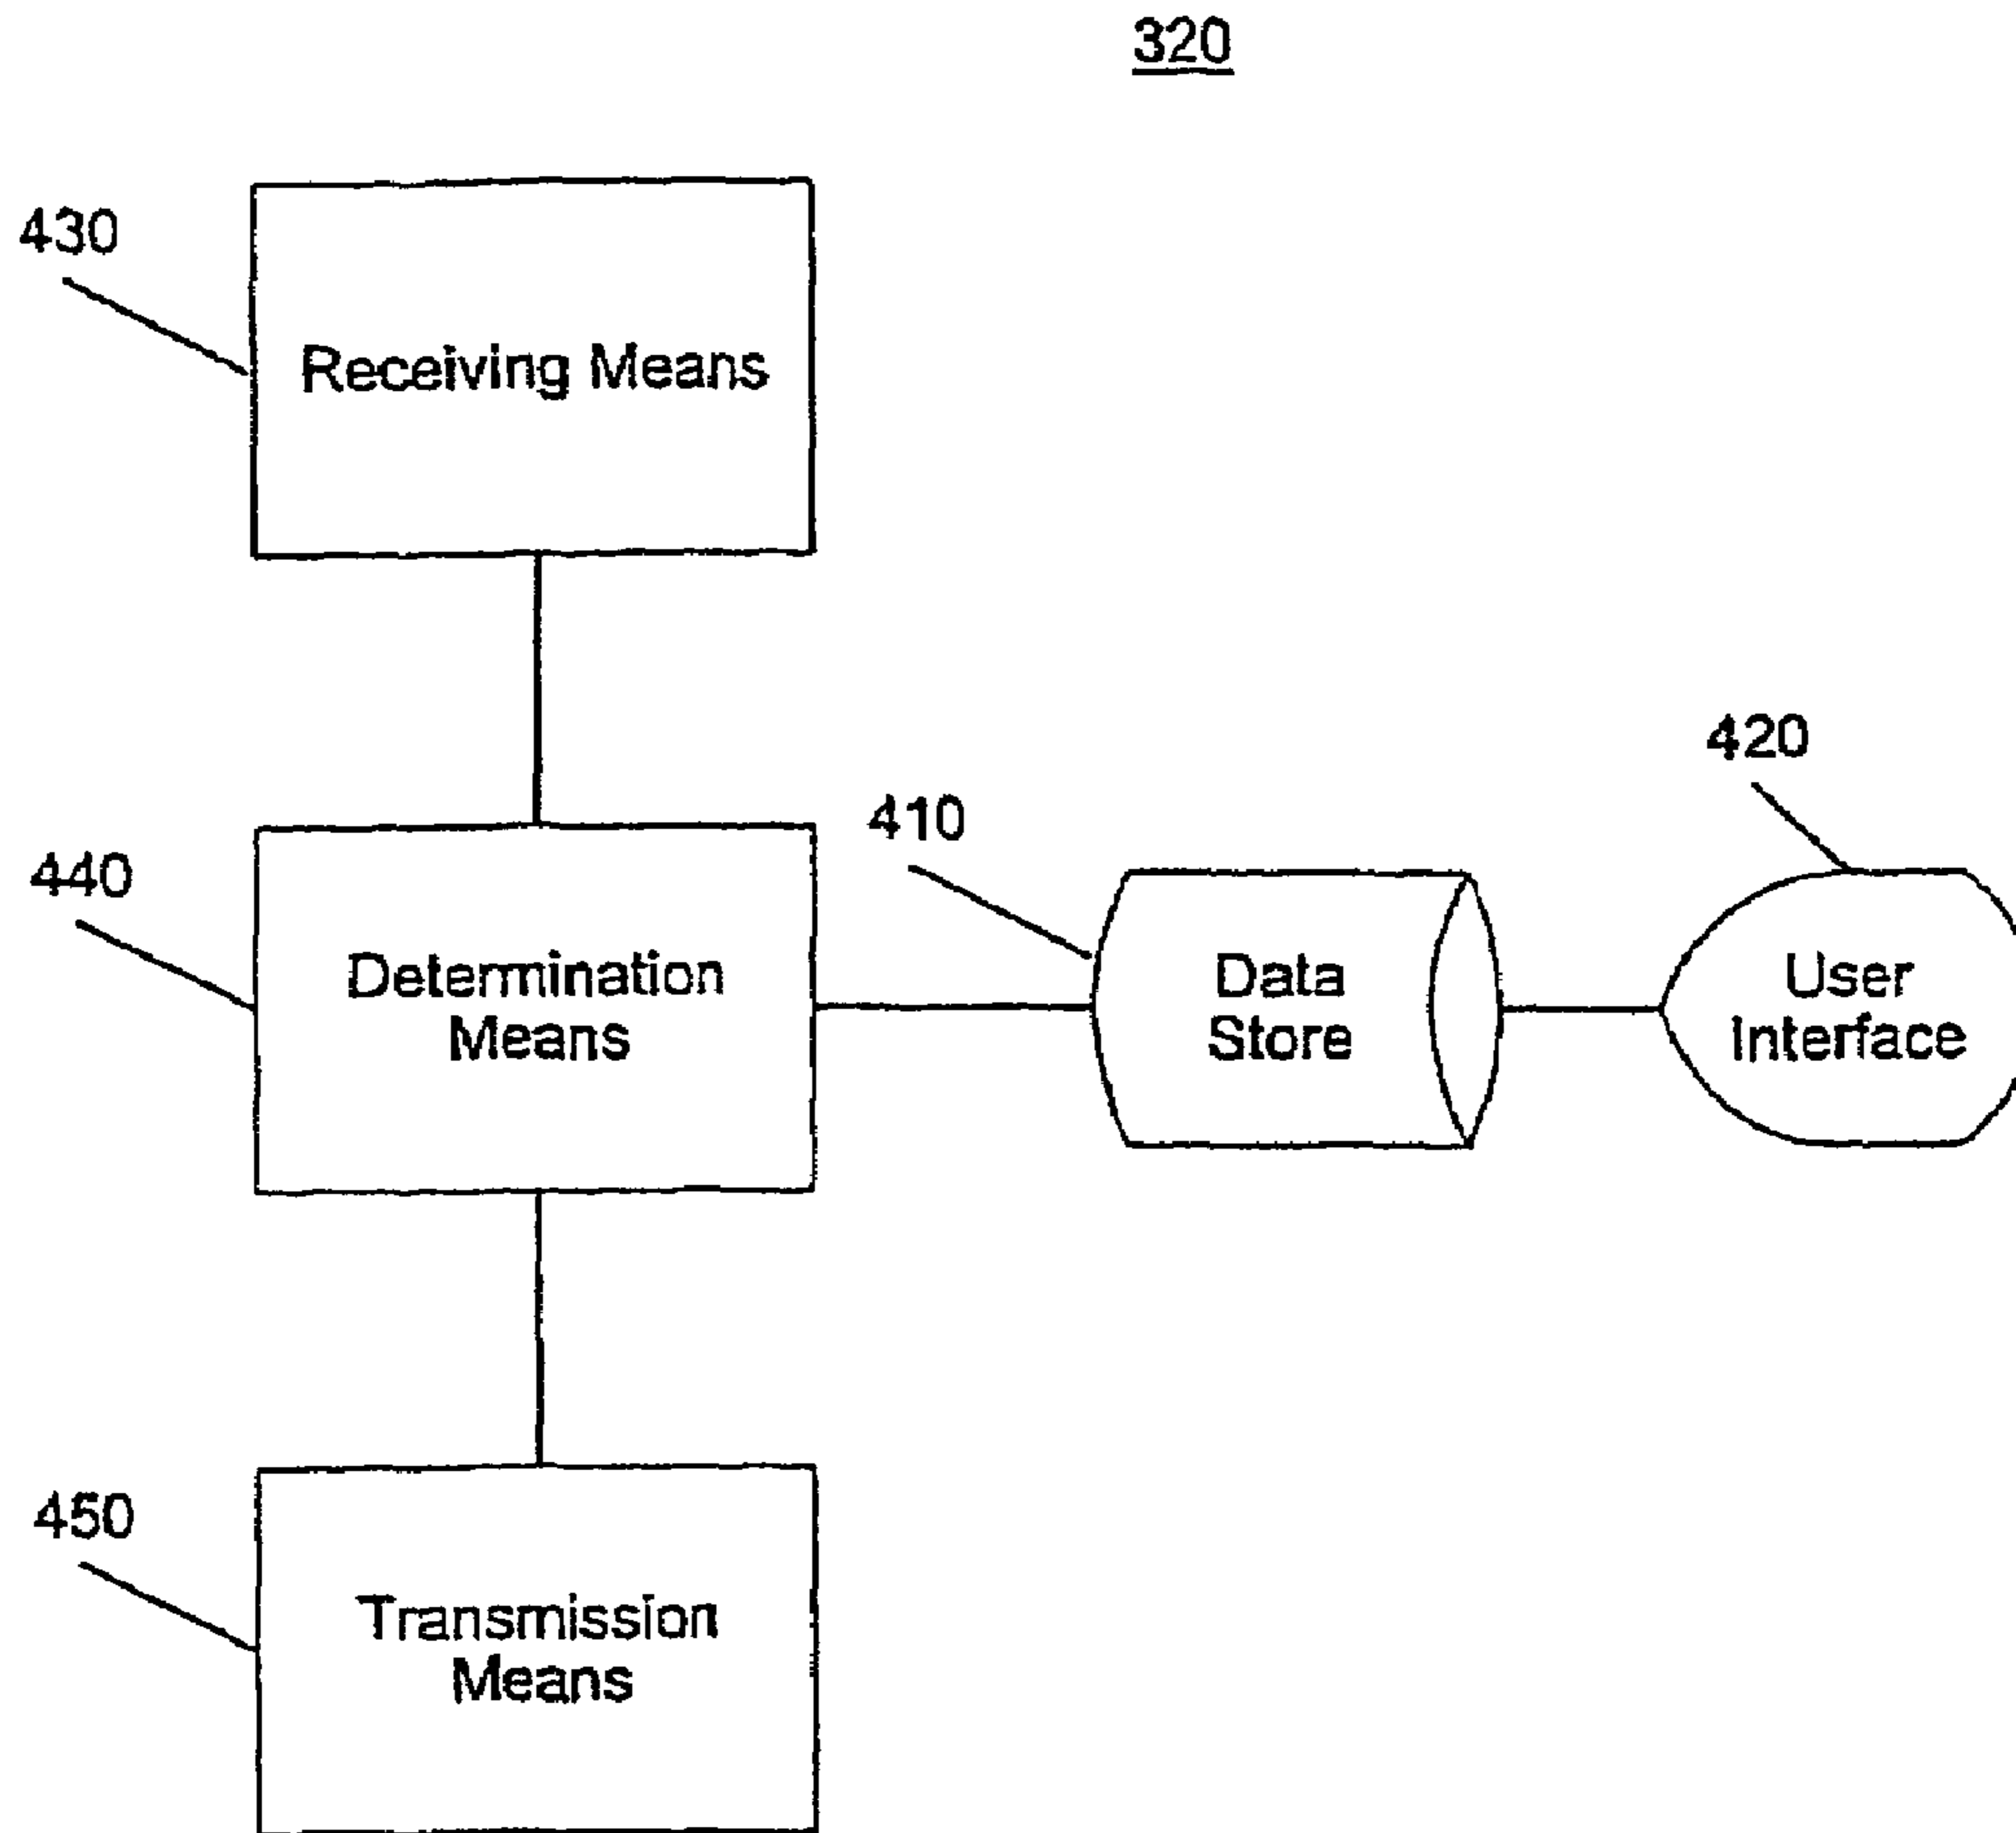 320
430
Receiving Means
420
410
440
Determination
Means
Data
Store
User
Interface
450
Transmission
Means